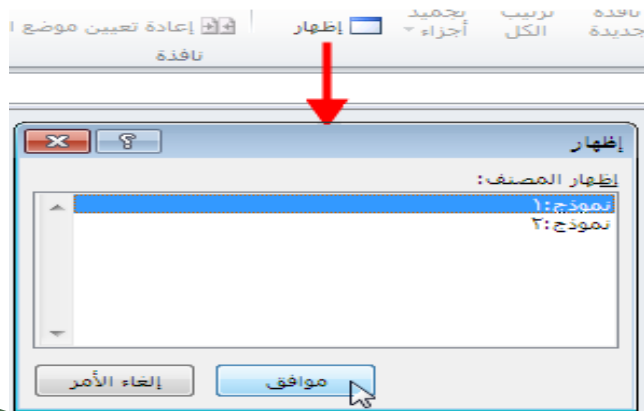 نافذة جديدة
ترتيب الكل
تجميد أجزاء
إظهار
إعادة تعيين موضع
نافذة
إظهار
إظهار المصنف:
نموذج:١
نموذج:٢
موافق
إلغاء الأمر